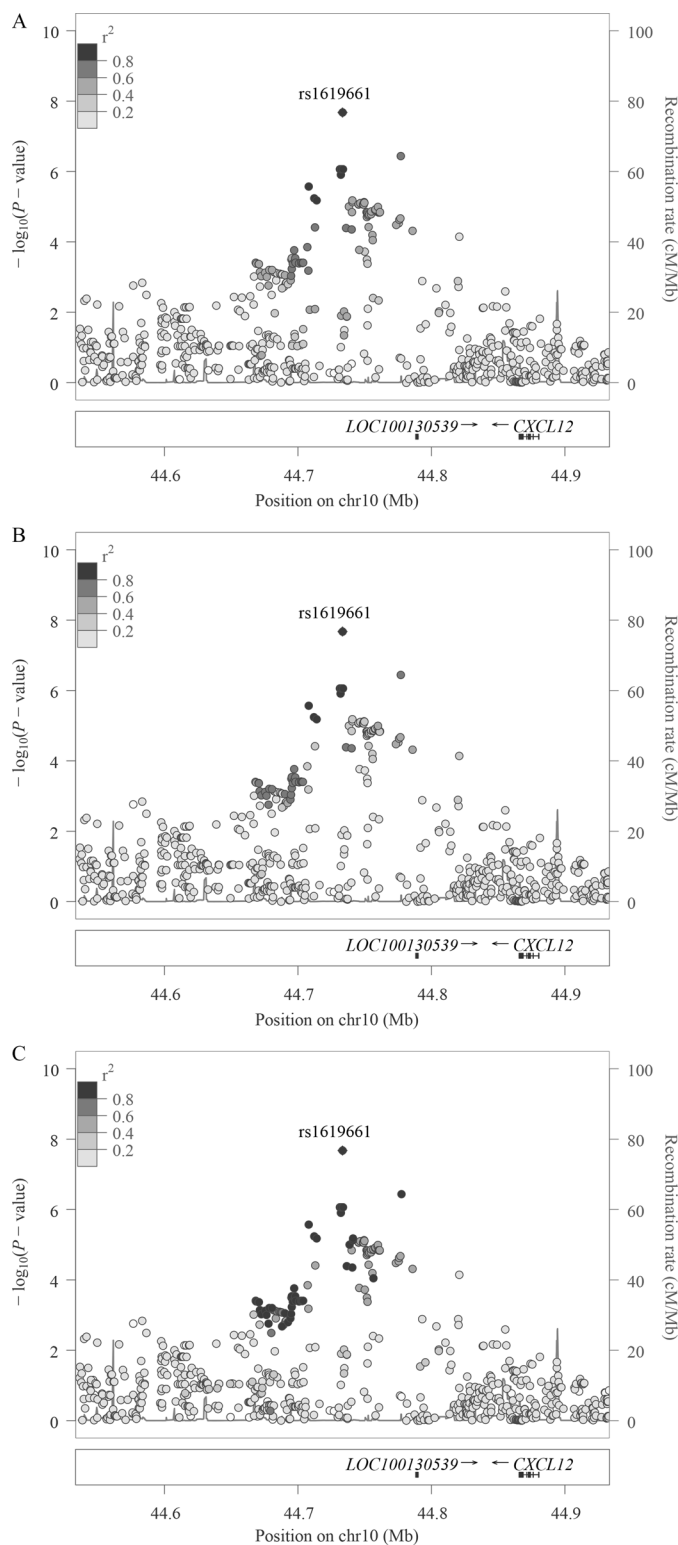 A
r2
0.8
0.6
0.4
0.2
rs1619661
10
8
6
4
2
0
− log10(P − value)
100
80
60
40
20
0
Recombination rate (cM/Mb)
LOC100130539 → ← CXCL12
44.6 44.7 44.8 44.9
Position on chr10 (Mb)
B
r2
0.8
0.6
0.4
0.2
rs1619661
10
8
6
4
2
0
− log10(P − value)
100
80
60
40
20
0
Recombination rate (cM/Mb)
LOC100130539 → ← CXCL12
44.6 44.7 44.8 44.9
Position on chr10 (Mb)
C
r2
0.8
0.6
0.4
0.2
rs1619661
10
8
6
4
2
0
− log10(P − value)
100
80
60
40
20
0
Recombination rate (cM/Mb)
LOC100130539 → ← CXCL12
44.6 44.7 44.8 44.9
Position on chr10 (Mb)